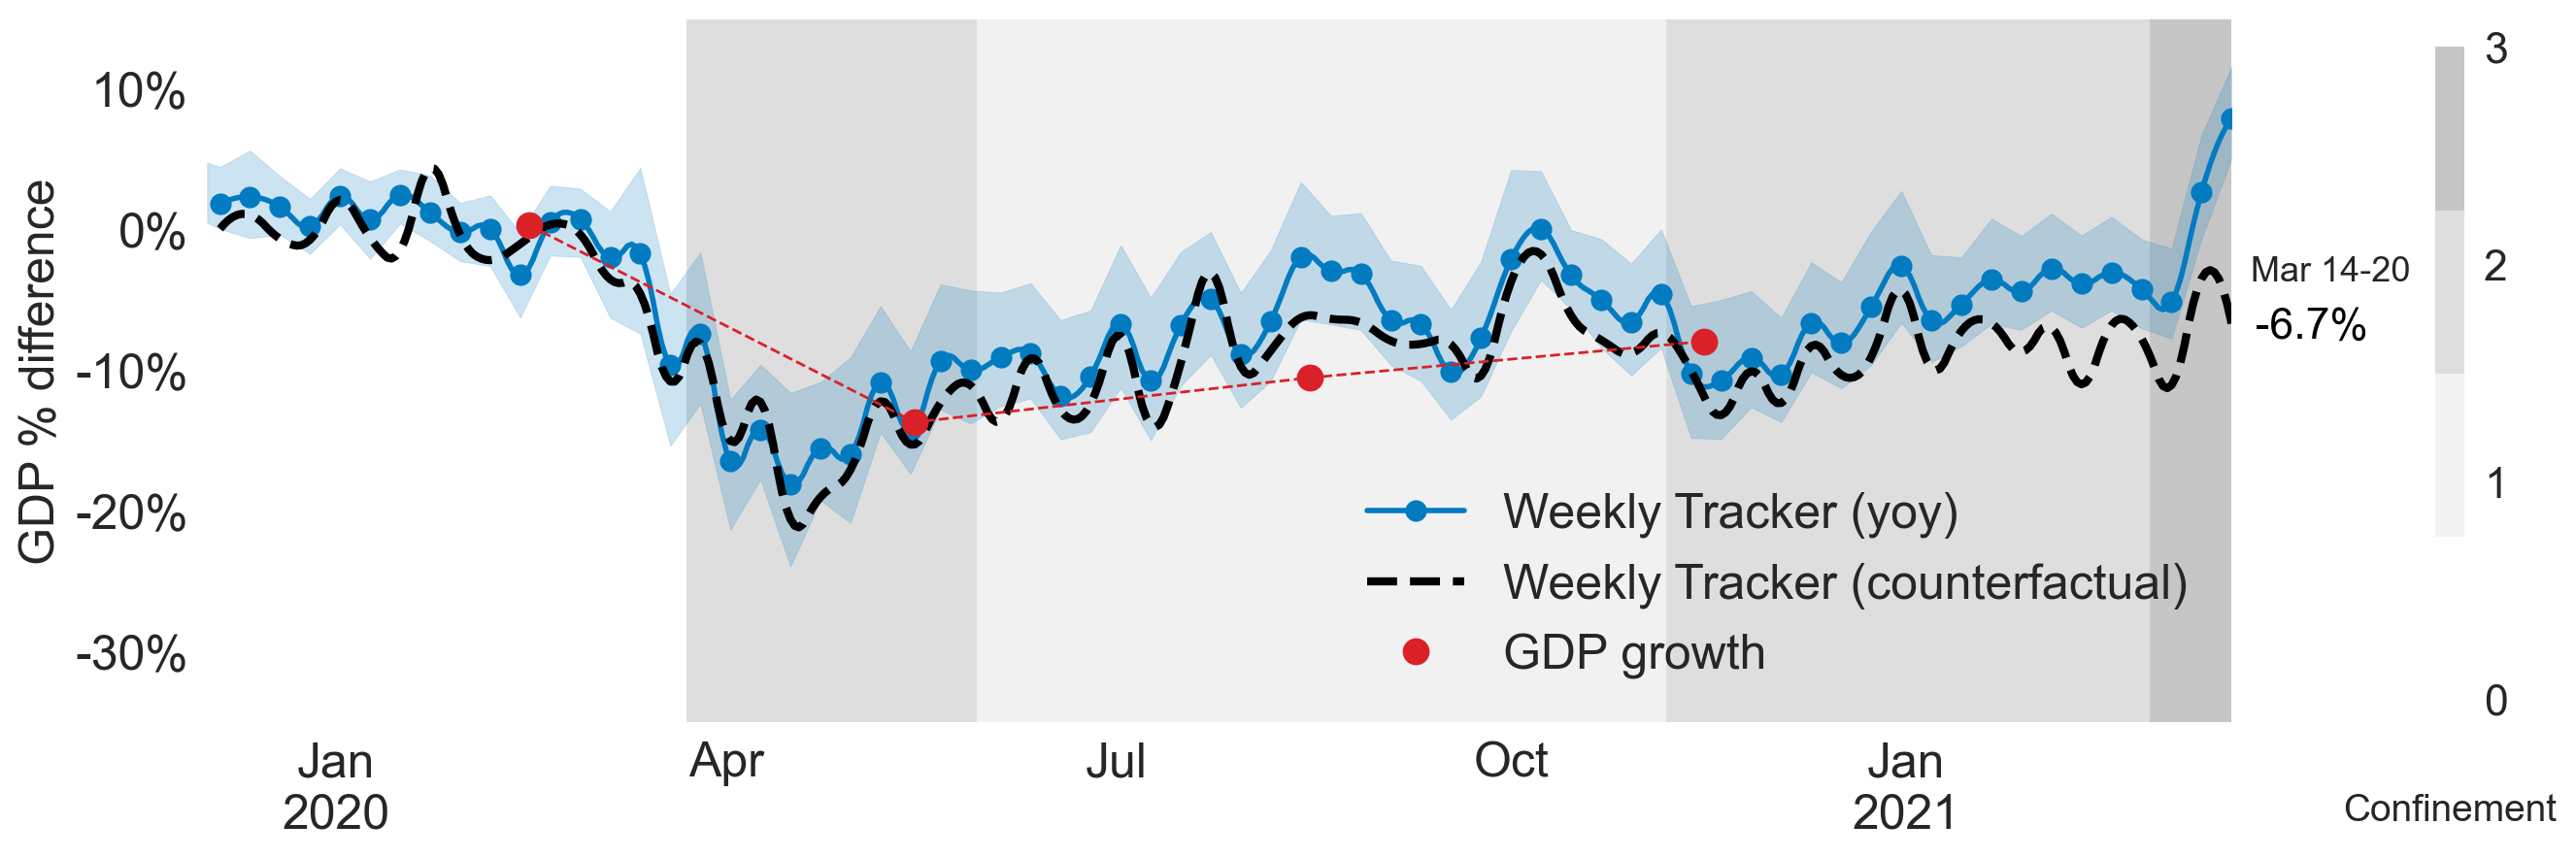 GDP % difference
10%
0%
-10%
-20%
-30%
Jan
2020
Apr
Jul
Oct
Jan
2021
Weekly Tracker (yoy)
Weekly Tracker (counterfactual)
GDP growth
Mar 14-20
-6.7%
3
2
1
0
Confinement